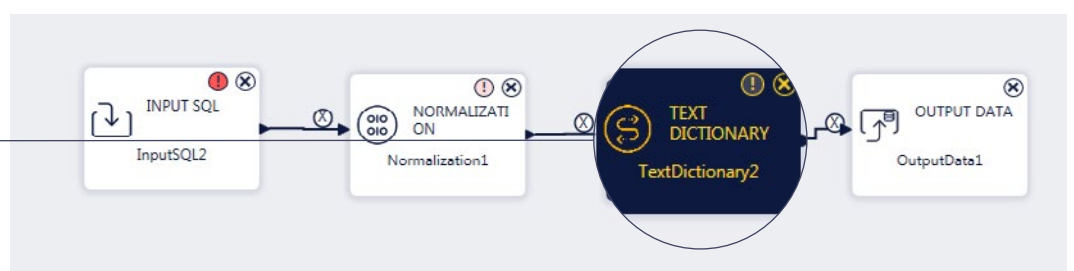 INPUT SQL
InputSQL2
NORMALIZATI
ON
Normalization1
TEXT
DICTIONARY
TextDictionary2
OUTPUT DATA
OutputData1